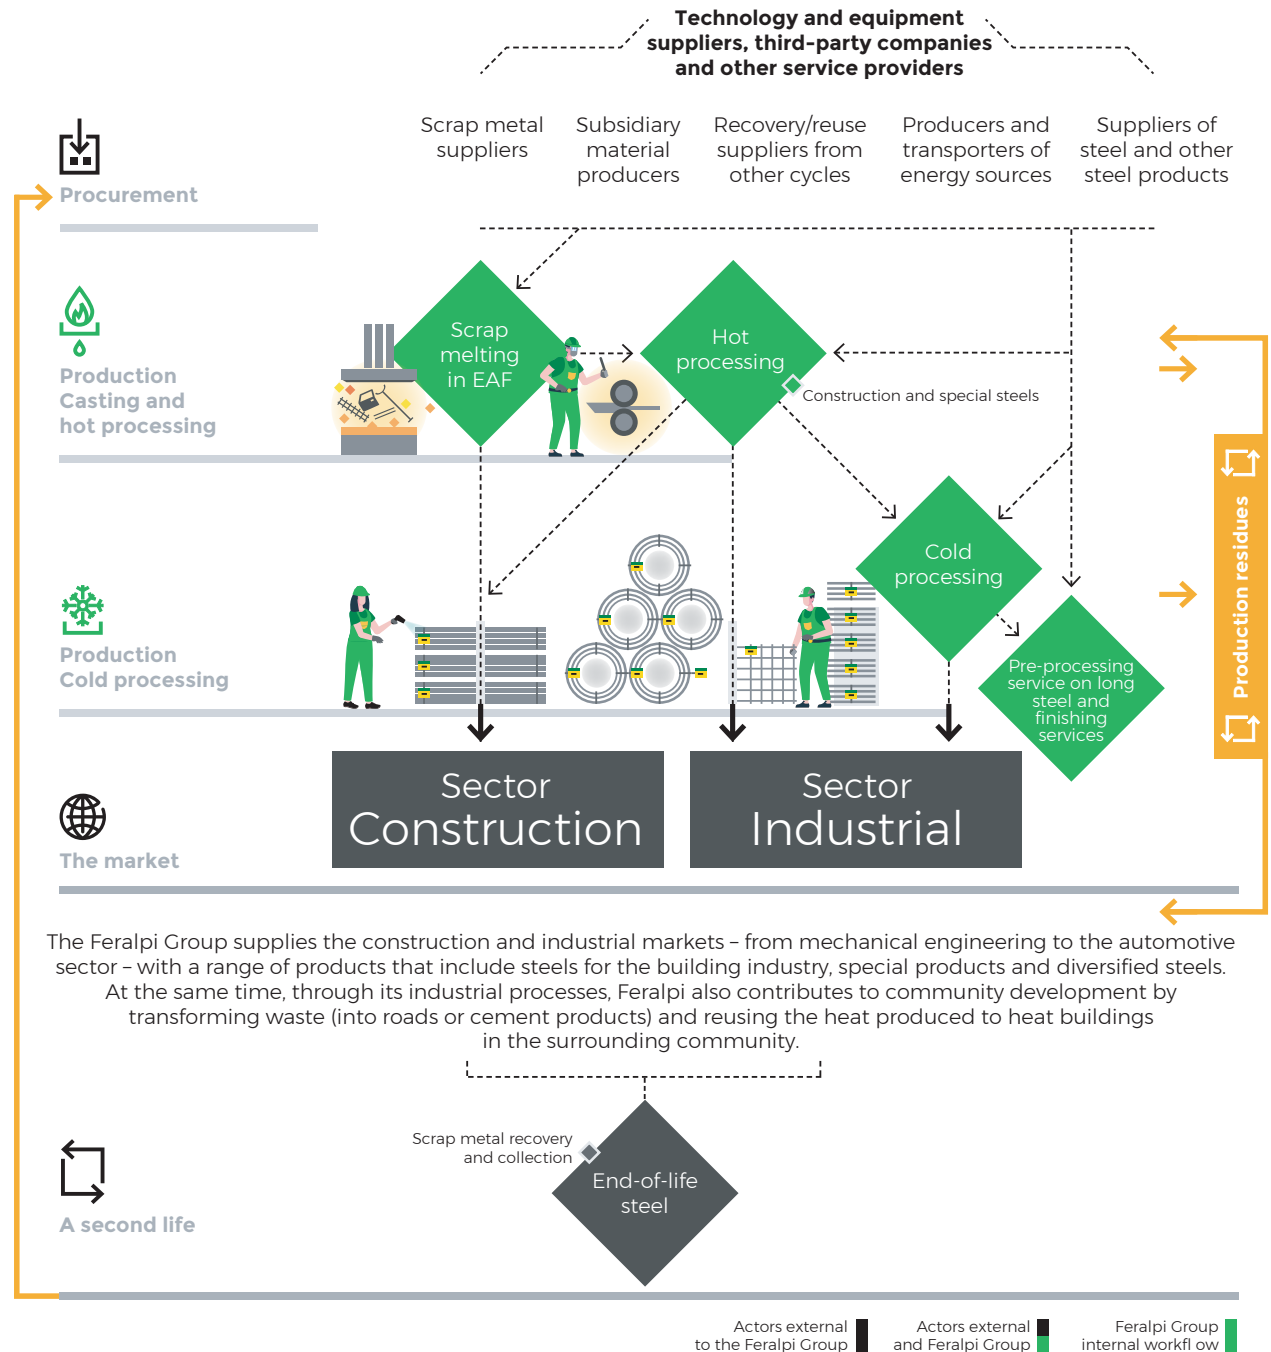 Technology and equipment
suppliers, third-party companies
and other service providers
Scrap metal
suppliers
Subsidiary
material
producers
Recovery/reuse
suppliers from
other cycles
Producers and
transporters of
energy sources
Suppliers of
steel and other
steel products
Procurement
Scrap
melting
in EAF
Hot
processing
Construction and special steels
Production
Casting and
hot processing
Cold
processing
Production residues
Production
Cold processing
Pre-processing
service on long
steel and
finishing
services
Sector
Construction
Sector
Industrial
The market
The Feralpi Group supplies the construction and industrial markets – from mechanical engineering to the automotive
sector – with a range of products that include steels for the building industry, special products and diversified steels.
At the same time, through its industrial processes, Feralpi also contributes to community development by
transforming waste (into roads or cement products) and reusing the heat produced to heat buildings
in the surrounding community.
Scrap metal recovery
and collection
End-of-life
steel
A second life
Actors external
to the Feralpi Group
Actors external
and Feralpi Group
Feralpi Group
internal workfl ow